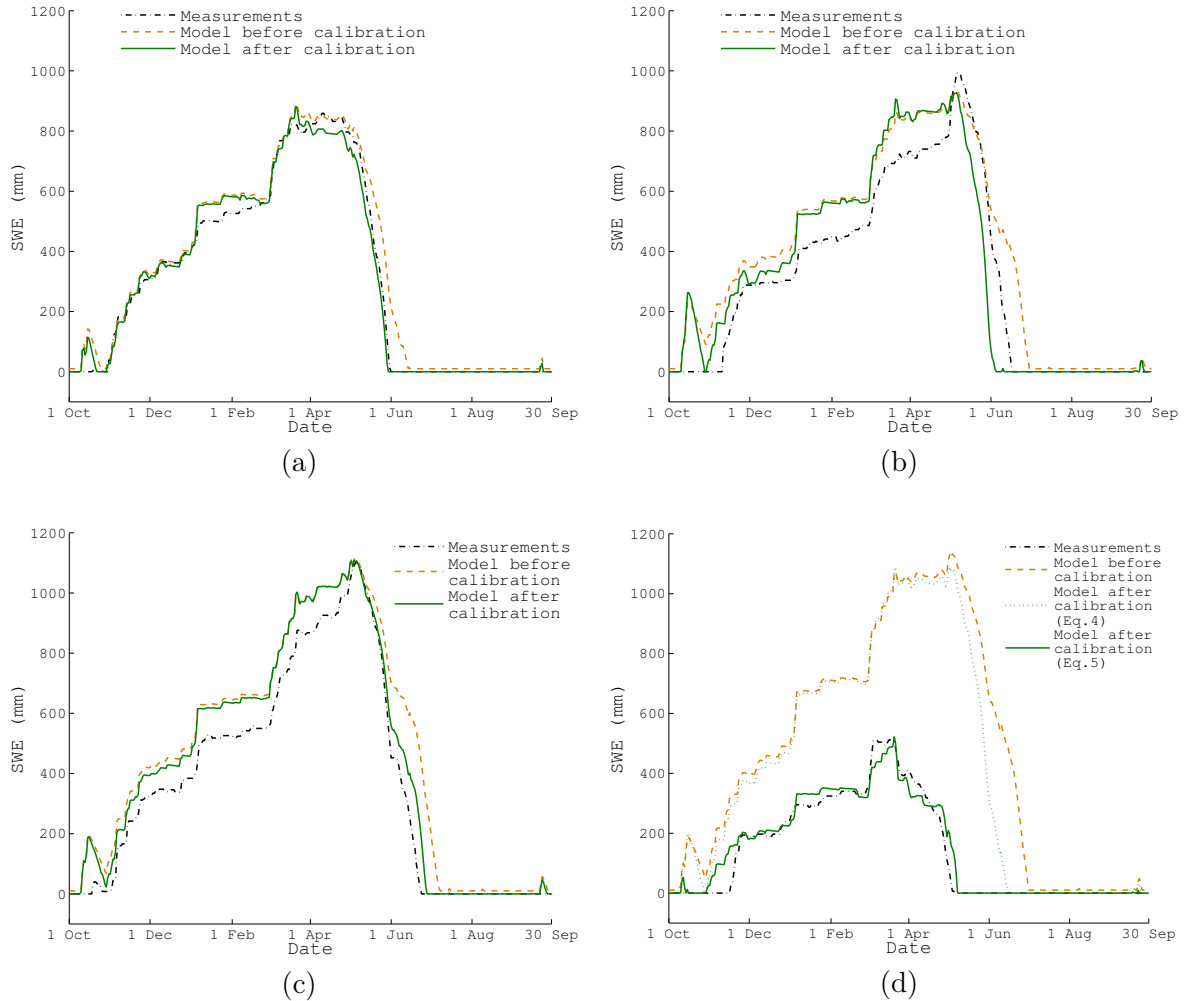 1200
1000
800
600
400
200
0
SWE (mm)
Measurements
Model before calibration
Model after calibration
1 Oct 1 Dec 1 Feb 1 Apr 1 Jun 1 Aug 30 Sep
Date
(a)
1200
1000
800
600
400
200
0
SWE (mm)
Measurements
Model before calibration
Model after calibration
1 Oct 1 Dec 1 Feb 1 Apr 1 Jun 1 Aug 30 Sep
Date
(b)
1200
1000
800
600
400
200
0
SWE (mm)
Measurements
Model before
calibration
Model after
calibration
1 Oct 1 Dec 1 Feb 1 Apr 1 Jun 1 Aug 30 Sep
Date
(c)
1200
1000
800
600
400
200
0
SWE (mm)
Measurements
Model before
calibration
Model after
calibration
(Eq.4)
Model after
calibration
(Eq.5)
1 Oct 1 Dec 1 Feb 1 Apr 1 Jun 1 Aug 30 Sep
Date
(d)